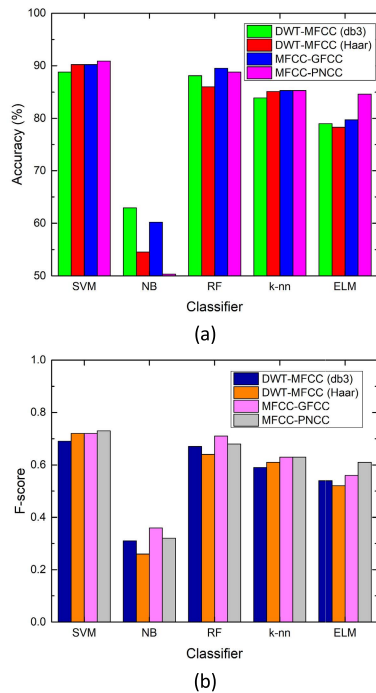 DWT-MFCC (db3)
DWT-MFCC (Haar)
MFCC-GFCC
MFCC-PNCC
100
90
80
70
60
50
Accuracy (%)
SVM NB RF k-nn ELM
Classifier
(a)
DWT-MFCC (db3)
DWT-MFCC (Haar)
MFCC-GFCC
MFCC-PNCC
1.0
0.8
0.6
0.4
0.2
0.0
F-score
SVM NB RF k-nn ELM
Classifier
(b)